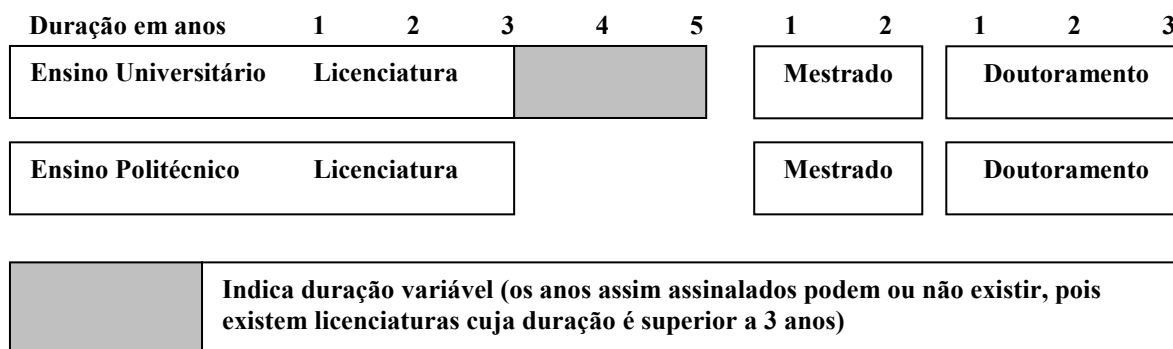 Duração em anos 1 2 3 4 5 1 2 1 2 3
Ensino Universitário Licenciatura Mestrado Doutoramento
Ensino Politécnico Licenciatura Mestrado Doutoramento
Indica duração variável (os anos assim assinalados podem ou não existir, pois
existem licenciaturas cuja duração é superior a 3 anos)